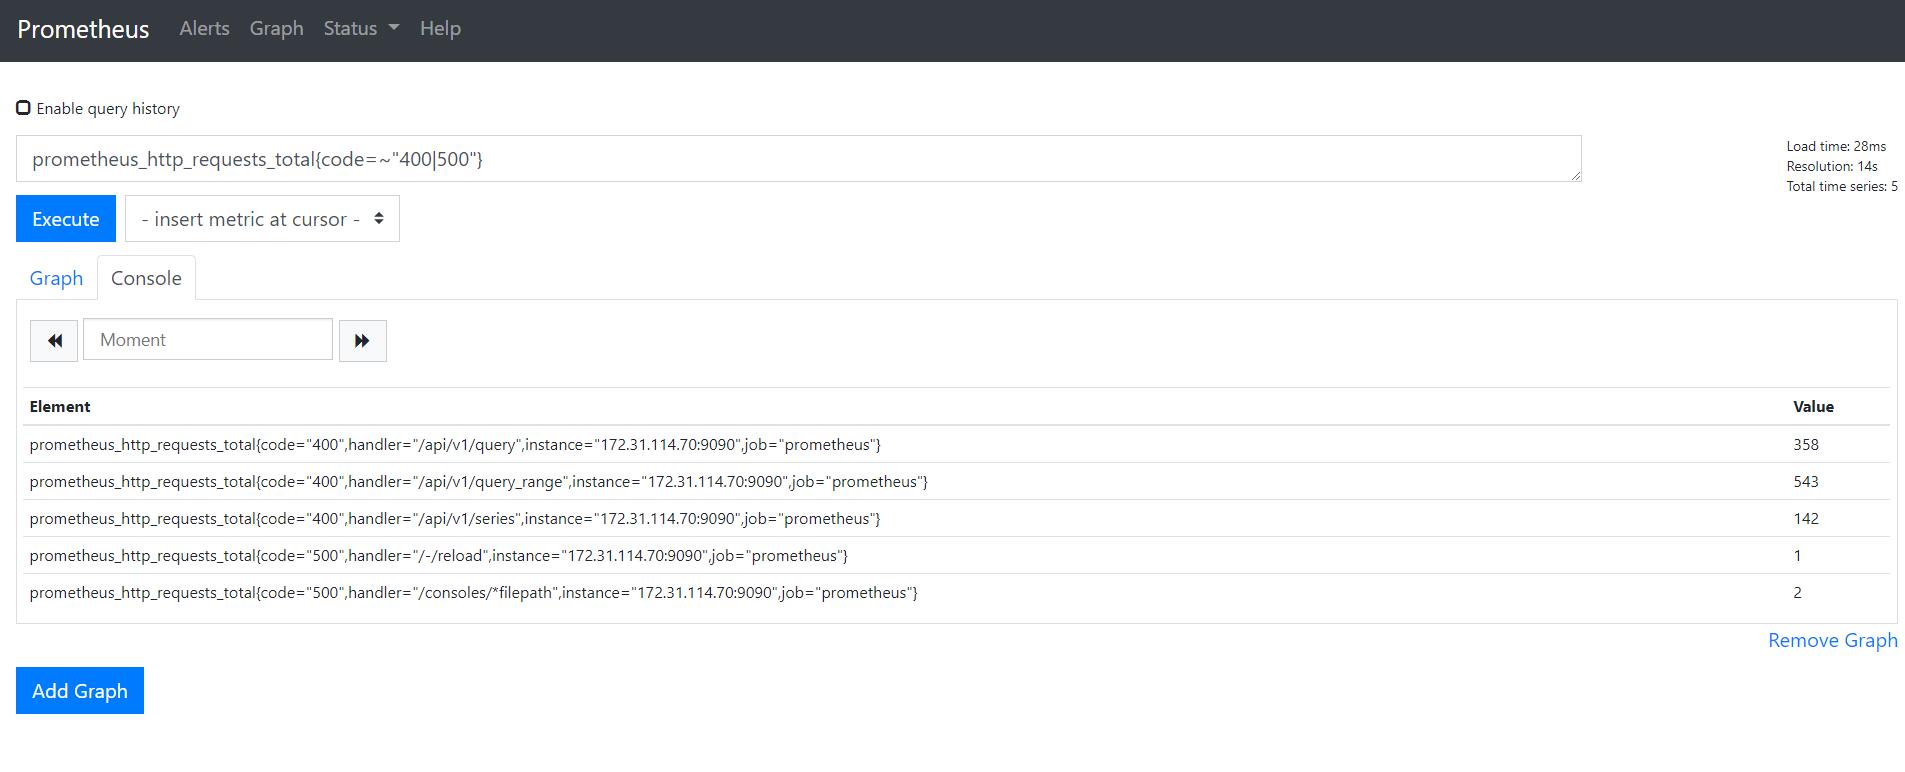 Prometheus Alerts Graph Status Help
Enable query history
prometheus_http_requests_total{code=~"400|500"}
Load time: 28ms
Resolution: 14s
Total time series: 5
Execute - insert metric at cursor -
Graph Console
Moment
Element Value
prometheus_http_requests_total{code="400",handler="/api/v1/query",instance="172.31.114.70:9090",job="prometheus"} 358
prometheus_http_requests_total{code="400",handler="/api/v1/query_range",instance="172.31.114.70:9090",job="prometheus"} 543
prometheus_http_requests_total{code="400",handler="/api/v1/series",instance="172.31.114.70:9090",job="prometheus"} 142
prometheus_http_requests_total{code="500",handler="/-/reload",instance="172.31.114.70:9090",job="prometheus"} 1
prometheus_http_requests_total{code="500",handler="/consoles/*filepath",instance="172.31.114.70:9090",job="prometheus"} 2
Remove Graph
Add Graph